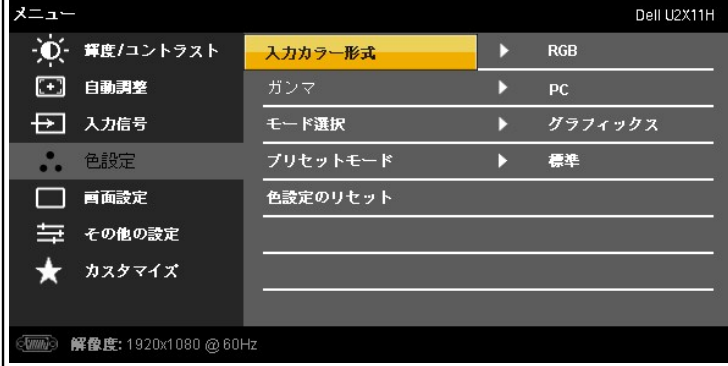 メニュー Dell U2X11H
輝度/コントラスト 入力カラー形式 RGB
自動調整 ガンマ PC
入力信号 モード選択 グラフィックス
色設定 プリセットモード 標準
画面設定 色設定のリセット
その他の設定
カスタマイズ
解像度: 1920x1080 @ 60Hz